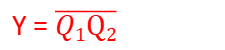 Y = \overline{Q_1Q_2}